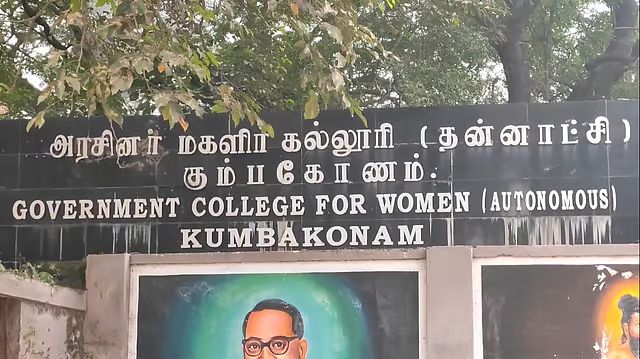 அரசினர் மகளிர் கல்லூரி (தன்னாட்சி)
கும்பகோணம்.
GOVERNMENT COLLEGE FOR WOMEN (AUTONOMOUS)
KUMBAKONAM